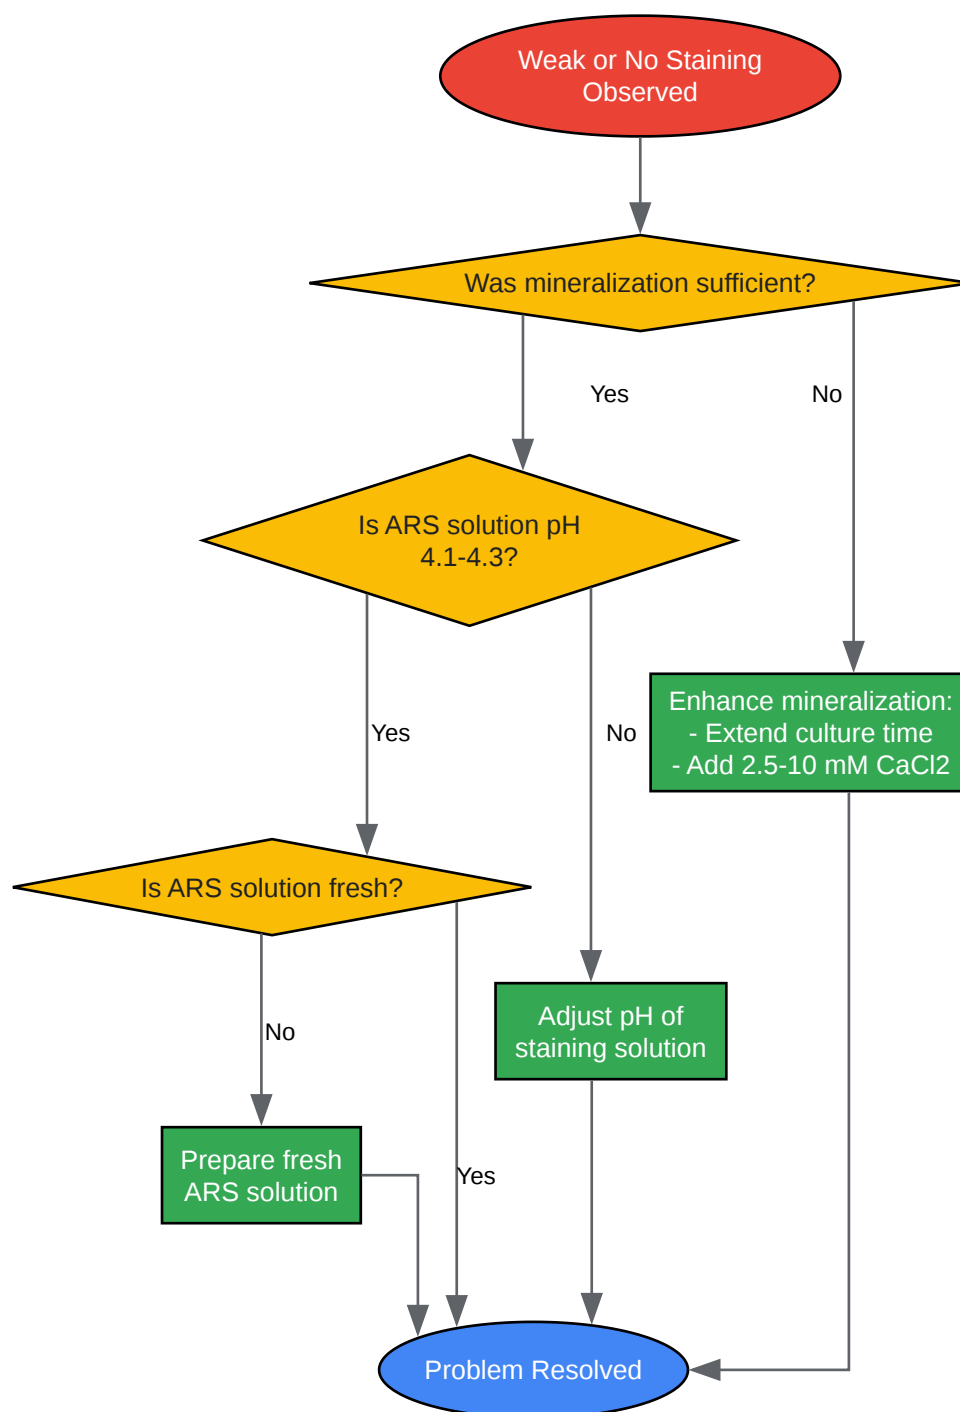 Weak or No Staining
Observed
Was mineralization sufficient?
Yes
No
Is ARS solution pH
4.1-4.3?
Enhance mineralization:
- Extend culture time
- Add 2.5-10 mM CaCl2
Yes
No
Is ARS solution fresh?
Adjust pH of
staining solution
No
Prepare fresh
ARS solution
Yes
Problem Resolved